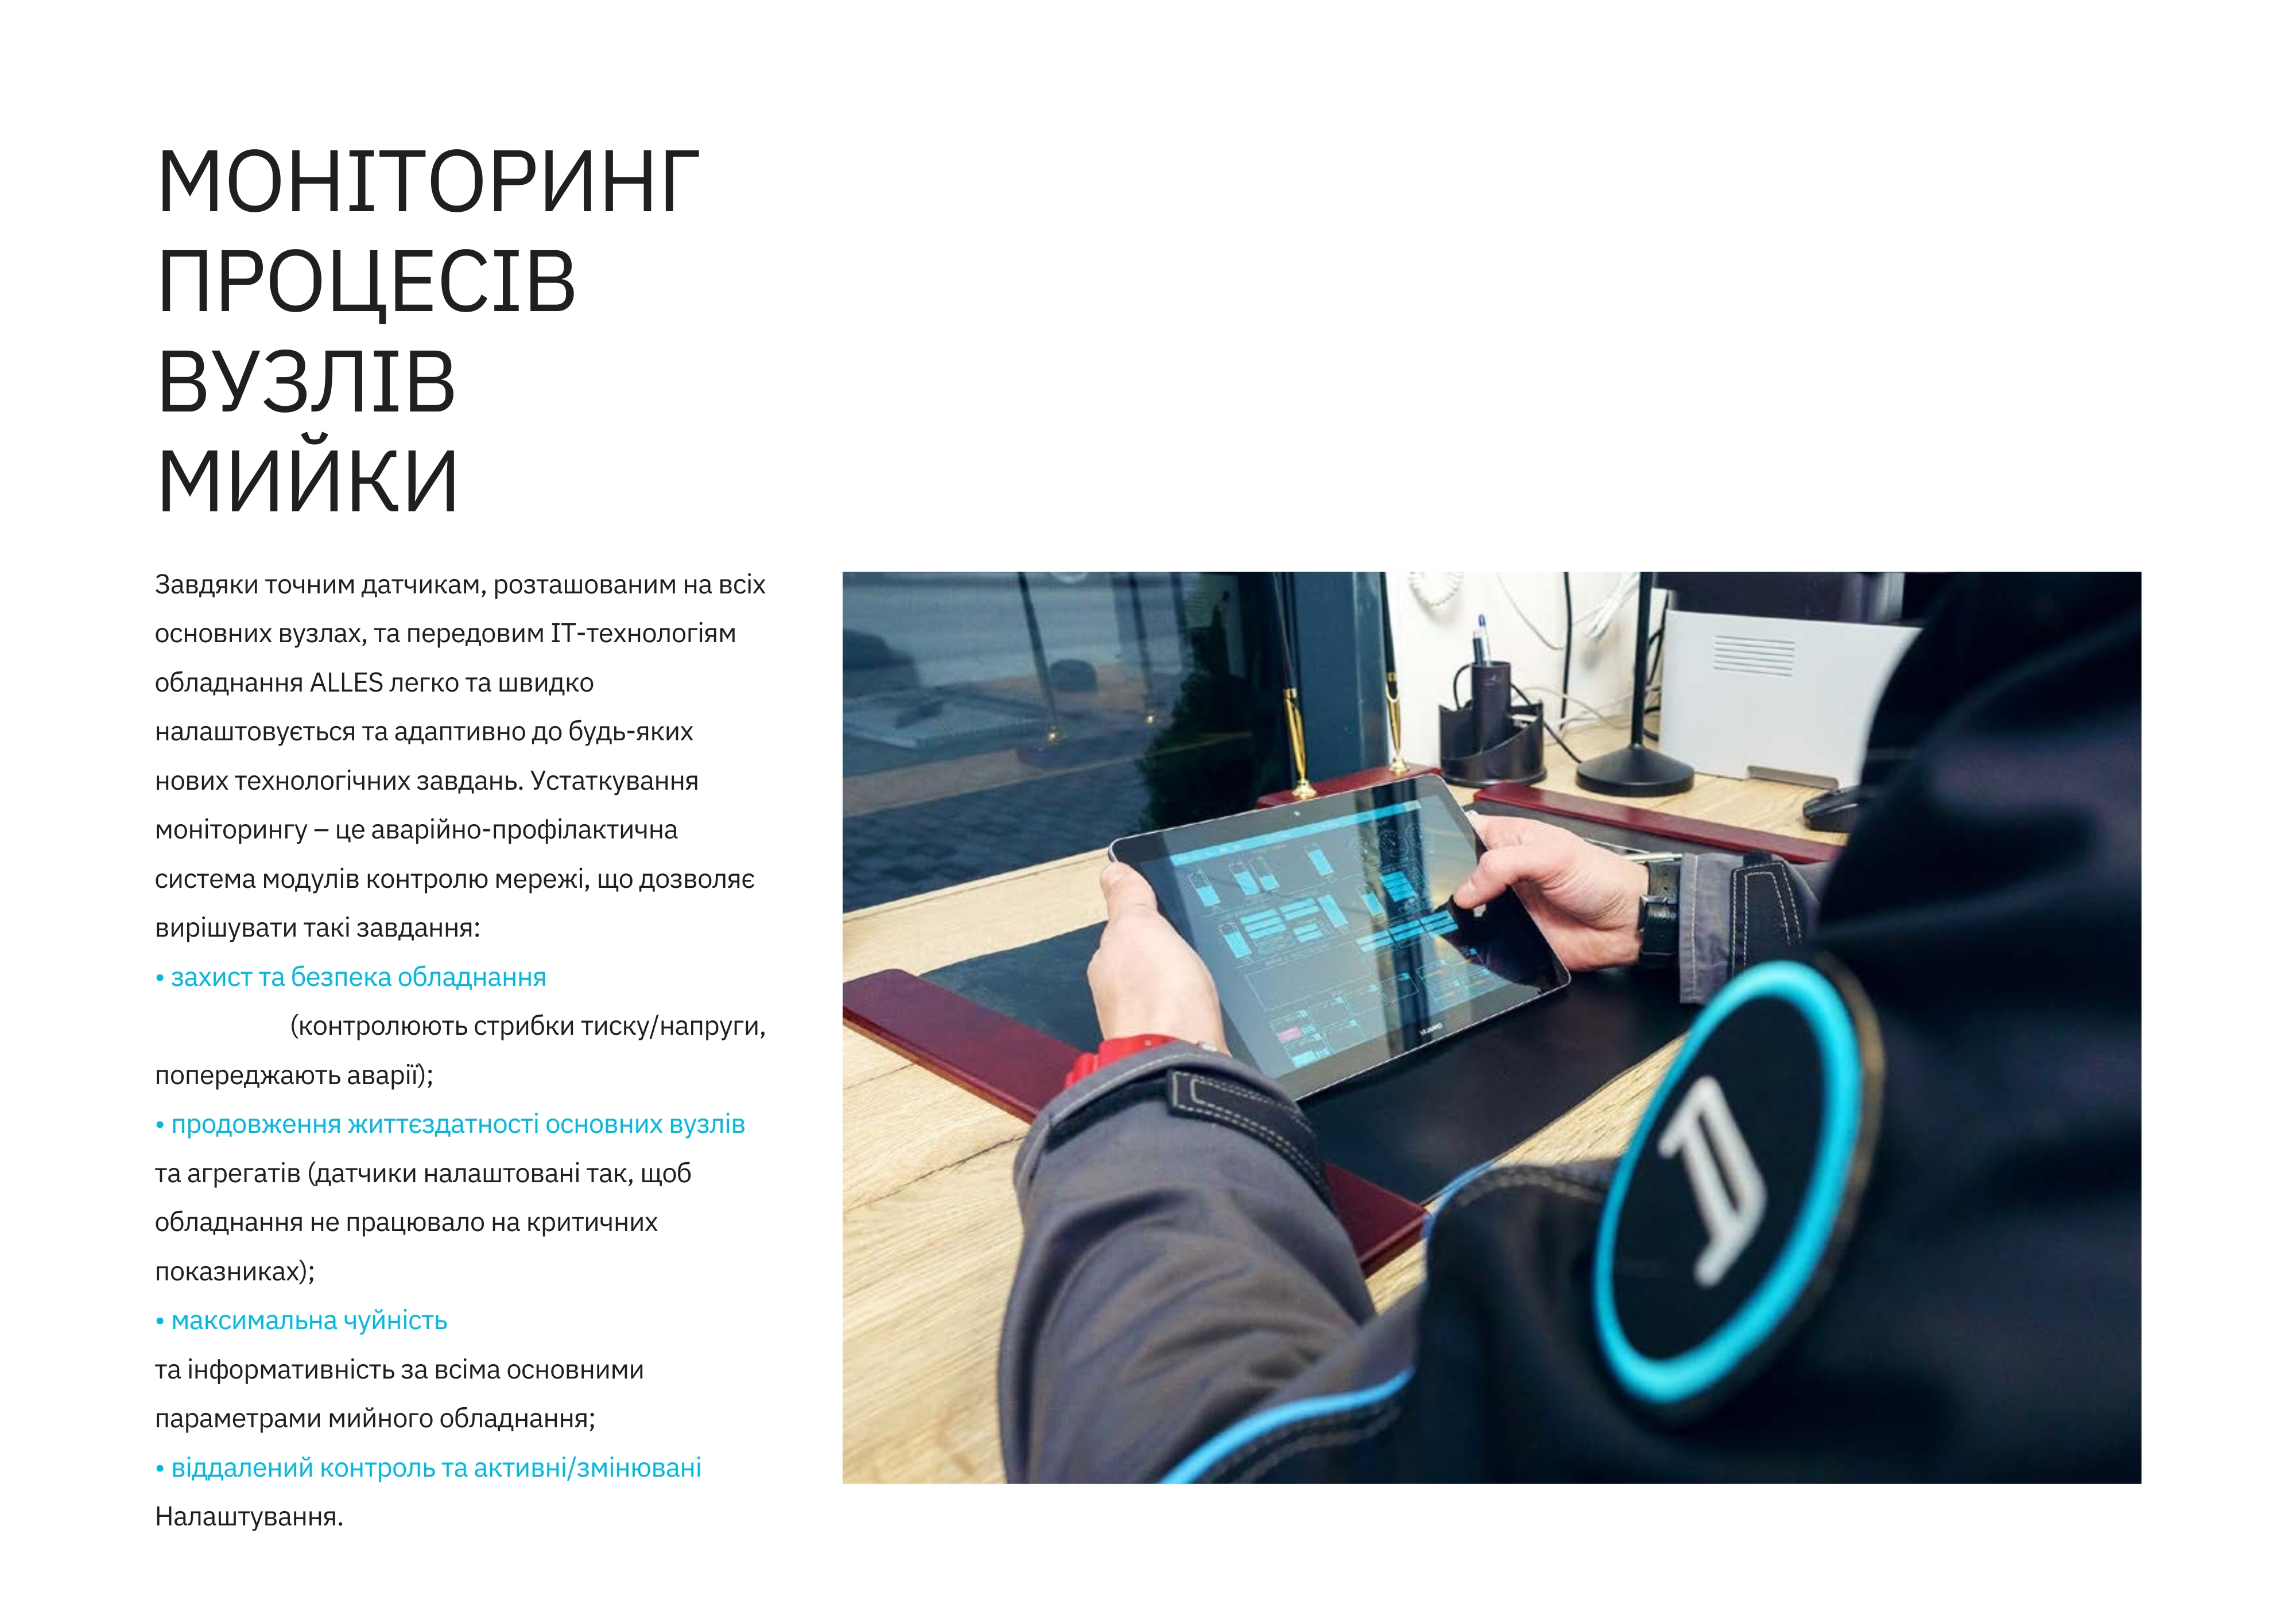 МОНІТОРИНГ
ПРОЦЕСІВ
ВУЗЛІВ
МИЙКИ
Завдяки точним датчикам, розташованим на всіх
основних вузлах, та передовим ІТ-технологіям
обладнання ALLES легко та швидко
налаштовується та адаптивно до будь-яких
нових технологічних завдань. Устаткування
моніторингу – це аварійно-профілактична
система модулів контролю мережі, що дозволяє
вирішувати такі завдання:
• захист та безпека обладнання
(контролюють стрибки тиску/напруги,
попереджають аварії);
• продовження життєздатності основних вузлів
та агрегатів (датчики налаштовані так, щоб
обладнання не працювало на критичних
показниках);
• максимальна чуйність
та інформативність за всіма основними
параметрами мийного обладнання;
• віддалений контроль та активні/змінювані
Налаштування.
HUAWEI